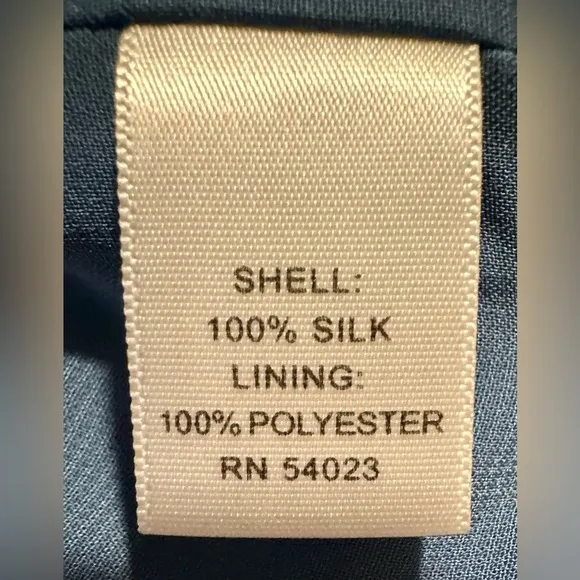 SHELL:
100% SILK
LINING:
100% POLYESTER
RN 54023